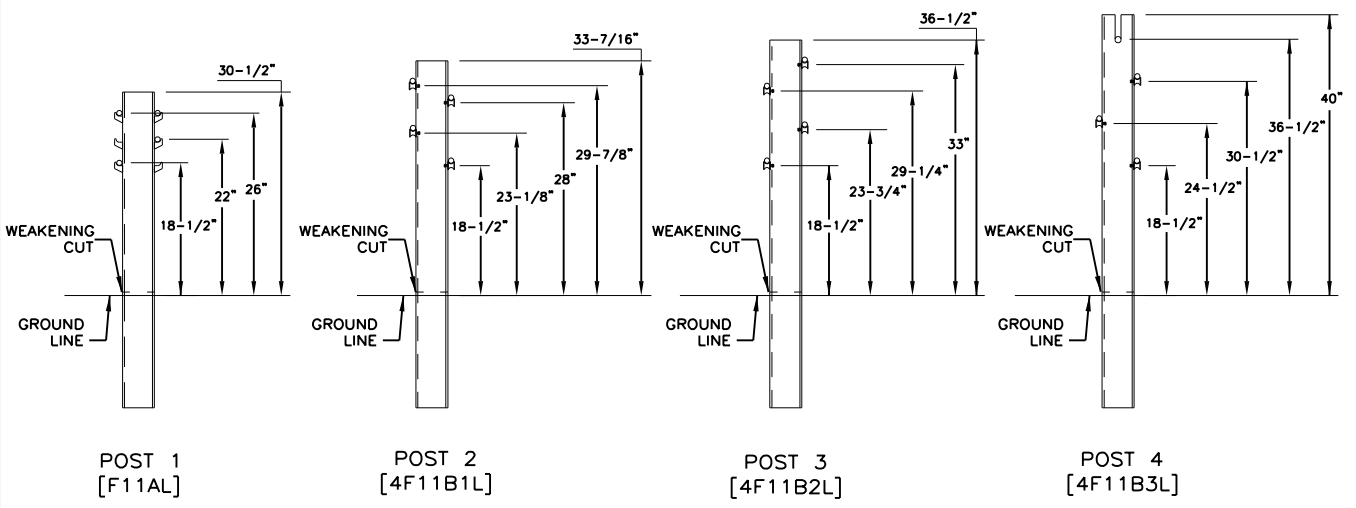 30-1/2"
26"
22"
18-1/2"
WEAKENING
CUT
GROUND
LINE
POST 1
[F11AL]
33-7/16"
29-7/8"
28"
23-1/8"
18-1/2"
WEAKENING
CUT
GROUND
LINE
POST 2
[4F11B1L]
36-1/2"
33"
29-1/4"
23-3/4"
18-1/2"
WEAKENING
CUT
GROUND
LINE
POST 3
[4F11B2L]
40"
36-1/2"
30-1/2"
24-1/2"
18-1/2"
WEAKENING
CUT
GROUND
LINE
POST 4
[4F11B3L]